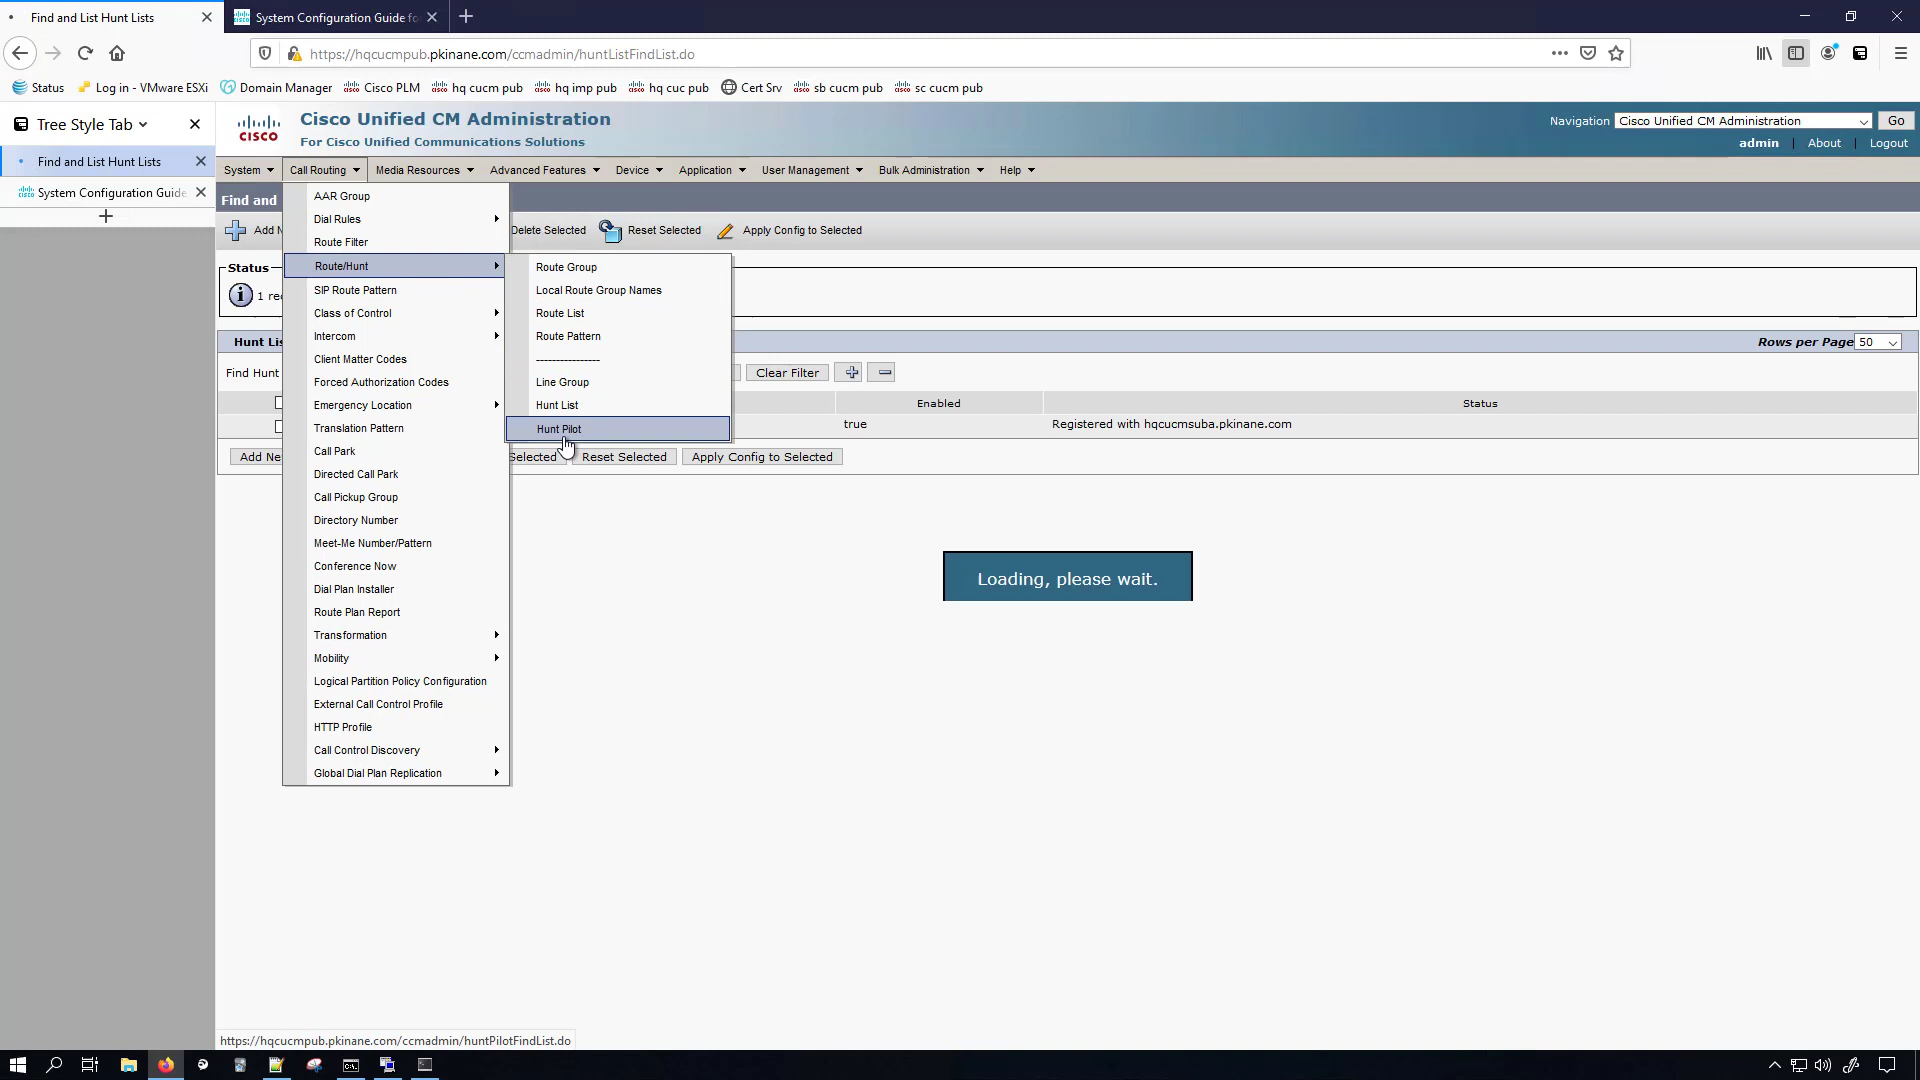 Find and List Hunt Lists
System Configuration Guide fo
https://hqcucmpub.pkinane.com/ccmadmin/huntListFindList.do
Status
Log in - VMware ESXi
Domain Manager
Cisco PLM
hq cucm pub
hq imp pub
hq cuc pub
Cert Srv
sb cucm pub
sc cucm pub
Tree Style Tab
Find and List Hunt Lists
System Configuration Guide
CISCO
Cisco Unified CM Administration
For Cisco Unified Communications Solutions
Navigation Cisco Unified CM Administration Go
admin | About | Logout
System Call Routing Media Resources Advanced Features Device Application User Management Bulk Administration Help
Find and
Add N
Delete Selected
Reset Selected
Apply Config to Selected
Status
1 rec
Hunt Lis
Rows per Page 50
Find Hunt
Clear Filter
Enabled
Status
true
Registered with hqcucmsuba.pkinane.com
Add Ne
Selected
Reset Selected
Apply Config to Selected
AAR Group
Dial Rules
Route Filter
Route/Hunt
SIP Route Pattern
Class of Control
Intercom
Client Matter Codes
Forced Authorization Codes
Emergency Location
Translation Pattern
Call Park
Directed Call Park
Call Pickup Group
Directory Number
Meet-Me Number/Pattern
Conference Now
Dial Plan Installer
Route Plan Report
Transformation
Mobility
Logical Partition Policy Configuration
External Call Control Profile
HTTP Profile
Call Control Discovery
Global Dial Plan Replication
Route Group
Local Route Group Names
Route List
Route Pattern
----------------
Line Group
Hunt List
Hunt Pilot
Loading, please wait.
https://hqcucmpub.pkinane.com/ccmadmin/huntPilotFindList.do